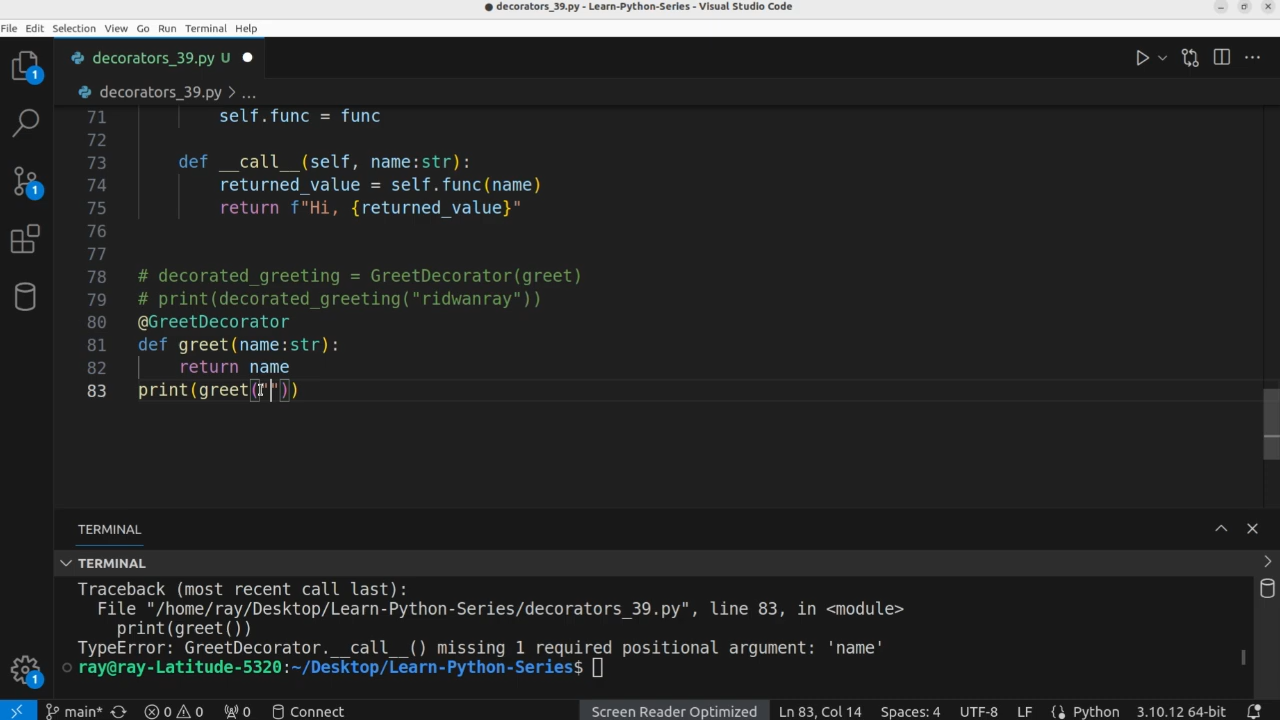 ● decorators_39.py - Learn-Python-Series - Visual Studio Code
File Edit Selection View Go Run Terminal Help
decorators_39.py U ●
decorators_39.py > ...
71 self.func = func
72
73 def __call__(self, name:str):
74 returned_value = self.func(name)
75 return f"Hi, {returned_value}"
76
77
78 # decorated_greeting = GreetDecorator(greet)
79 # print(decorated_greeting("ridwanray"))
80 @GreetDecorator
81 def greet(name:str):
82 return name
83 print(greet(""))
TERMINAL
TERMINAL
Traceback (most recent call last):
File "/home/ray/Desktop/Learn-Python-Series/decorators_39.py", line 83, in <module>
print(greet())
TypeError: GreetDecorator.__call__() missing 1 required positional argument: 'name'
ray@ray-Latitude-5320:~/Desktop/Learn-Python-Series$
1
1
1
main* 0 0 0 Connect Screen Reader Optimized Ln 83, Col 14 Spaces: 4 UTF-8 LF Python 3.10.12 64-bit